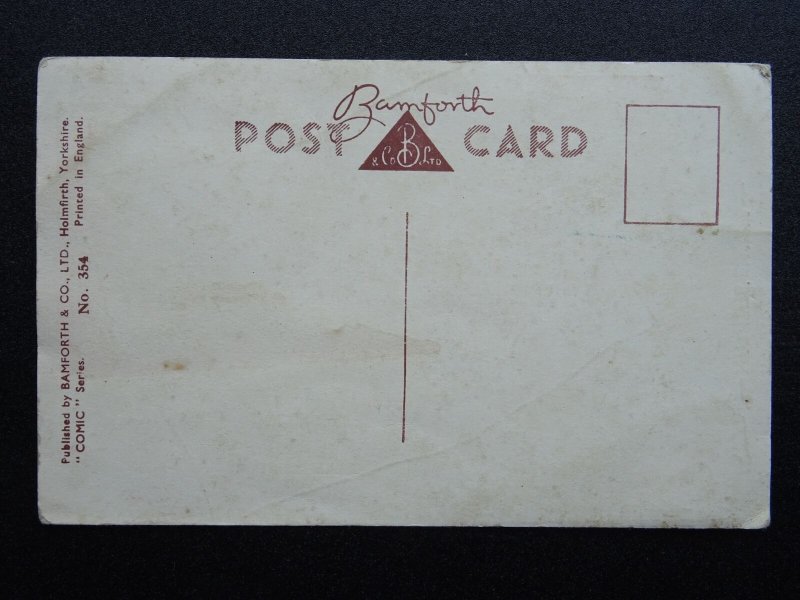 Bamforth
POST CARD
& Co B LTD
Published by BAMFORTH & CO., LTD., Holmfirth, Yorkshire.
"COMIC" Series. No. 354 Printed in England.